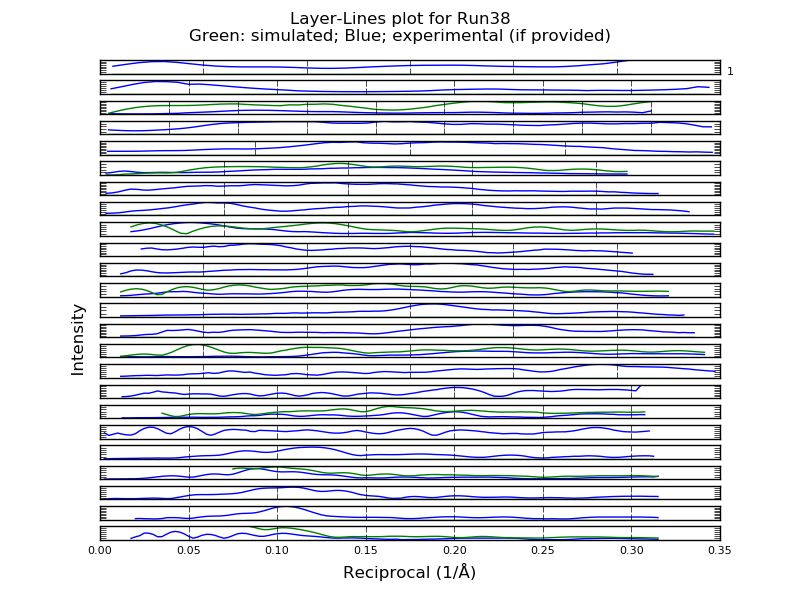 Layer-Lines plot for Run38
Green: simulated; Blue; experimental (if provided)
1
Intensity
0.00 0.05 0.10 0.15 0.20 0.25 0.30 0.35
Reciprocal (1/Å)